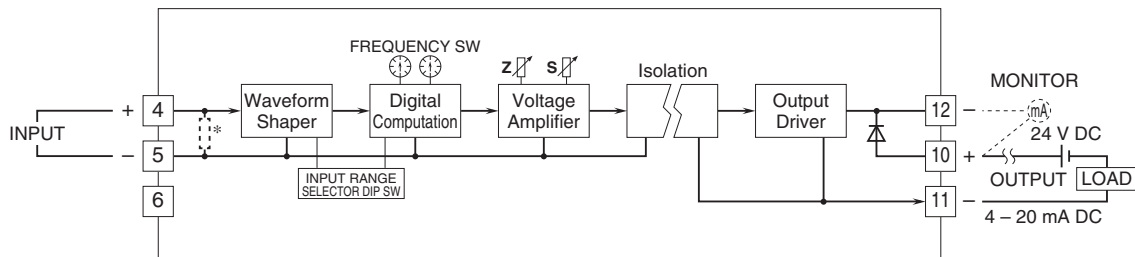 FREQUENCY SW
Z
S
Isolation
MONITOR
INPUT
+
4
*
Waveform
Shaper
Digital
Computation
Voltage
Amplifier
Output
Driver
12
−
mA
−
5
INPUT RANGE
SELECTOR DIP SW
10
+
24 V DC
OUTPUT
LOAD
6
11
−
4 – 20 mA DC